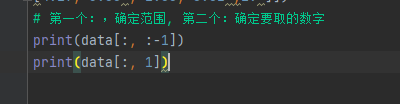 # 第一个:，确定范围, 第二个: 确定要取的数字
print(data[:, :-1])
print(data[:, 1])